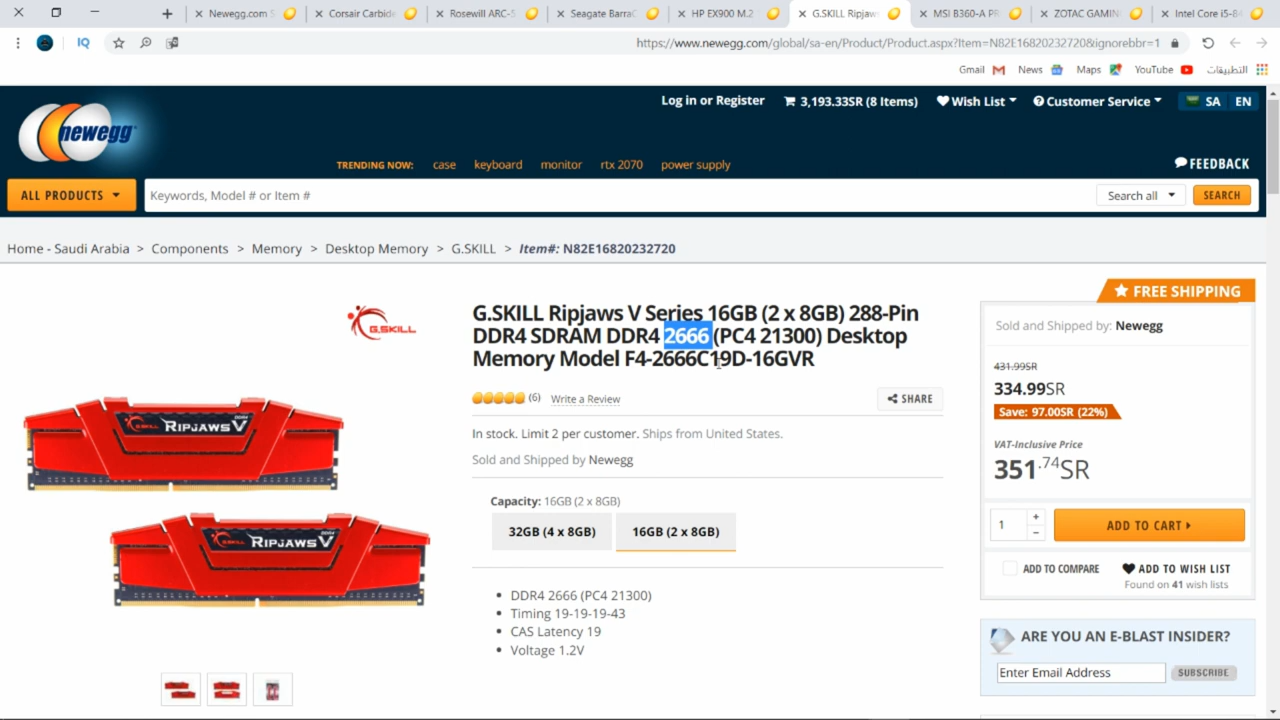 Newegg.com S
Corsair Carbide
Rosewill ARC-5
Seagate BarraC
HP EX900 M.2
G.SKILL Ripjaws
MSI B360-A PR
ZOTAC GAMIN
Intel Core i5-84
IQ
https://www.newegg.com/global/sa-en/Product/Product.aspx?Item=N82E16820232720&ignorebbr=1
Gmail News Maps YouTube التطبيقات
newegg
Log in or Register 3,193.33SR (8 Items) Wish List Customer Service SA EN
TRENDING NOW: case keyboard monitor rtx 2070 power supply
FEEDBACK
ALL PRODUCTS Keywords, Model # or Item # Search all SEARCH
Home - Saudi Arabia > Components > Memory > Desktop Memory > G.SKILL > Item#: N82E16820232720
G.SKILL
RIPJAWS V
RIPJAWS V
G.SKILL Ripjaws V Series 16GB (2 x 8GB) 288-Pin
DDR4 SDRAM DDR4 2666 (PC4 21300) Desktop
Memory Model F4-2666C19D-16GVR
(6) Write a Review
SHARE
In stock. Limit 2 per customer. Ships from United States.
Sold and Shipped by Newegg
Capacity: 16GB (2 x 8GB)
32GB (4 x 8GB) 16GB (2 x 8GB)
• DDR4 2666 (PC4 21300)
• Timing 19-19-19-43
• CAS Latency 19
• Voltage 1.2V
FREE SHIPPING
Sold and Shipped by: Newegg
431.99SR
334.99SR
Save: 97.00SR (22%)
VAT-Inclusive Price
351.74SR
1 + − ADD TO CART
ADD TO COMPARE ADD TO WISH LIST
Found on 41 wish lists
ARE YOU AN E-BLAST INSIDER?
Enter Email Address SUBSCRIBE